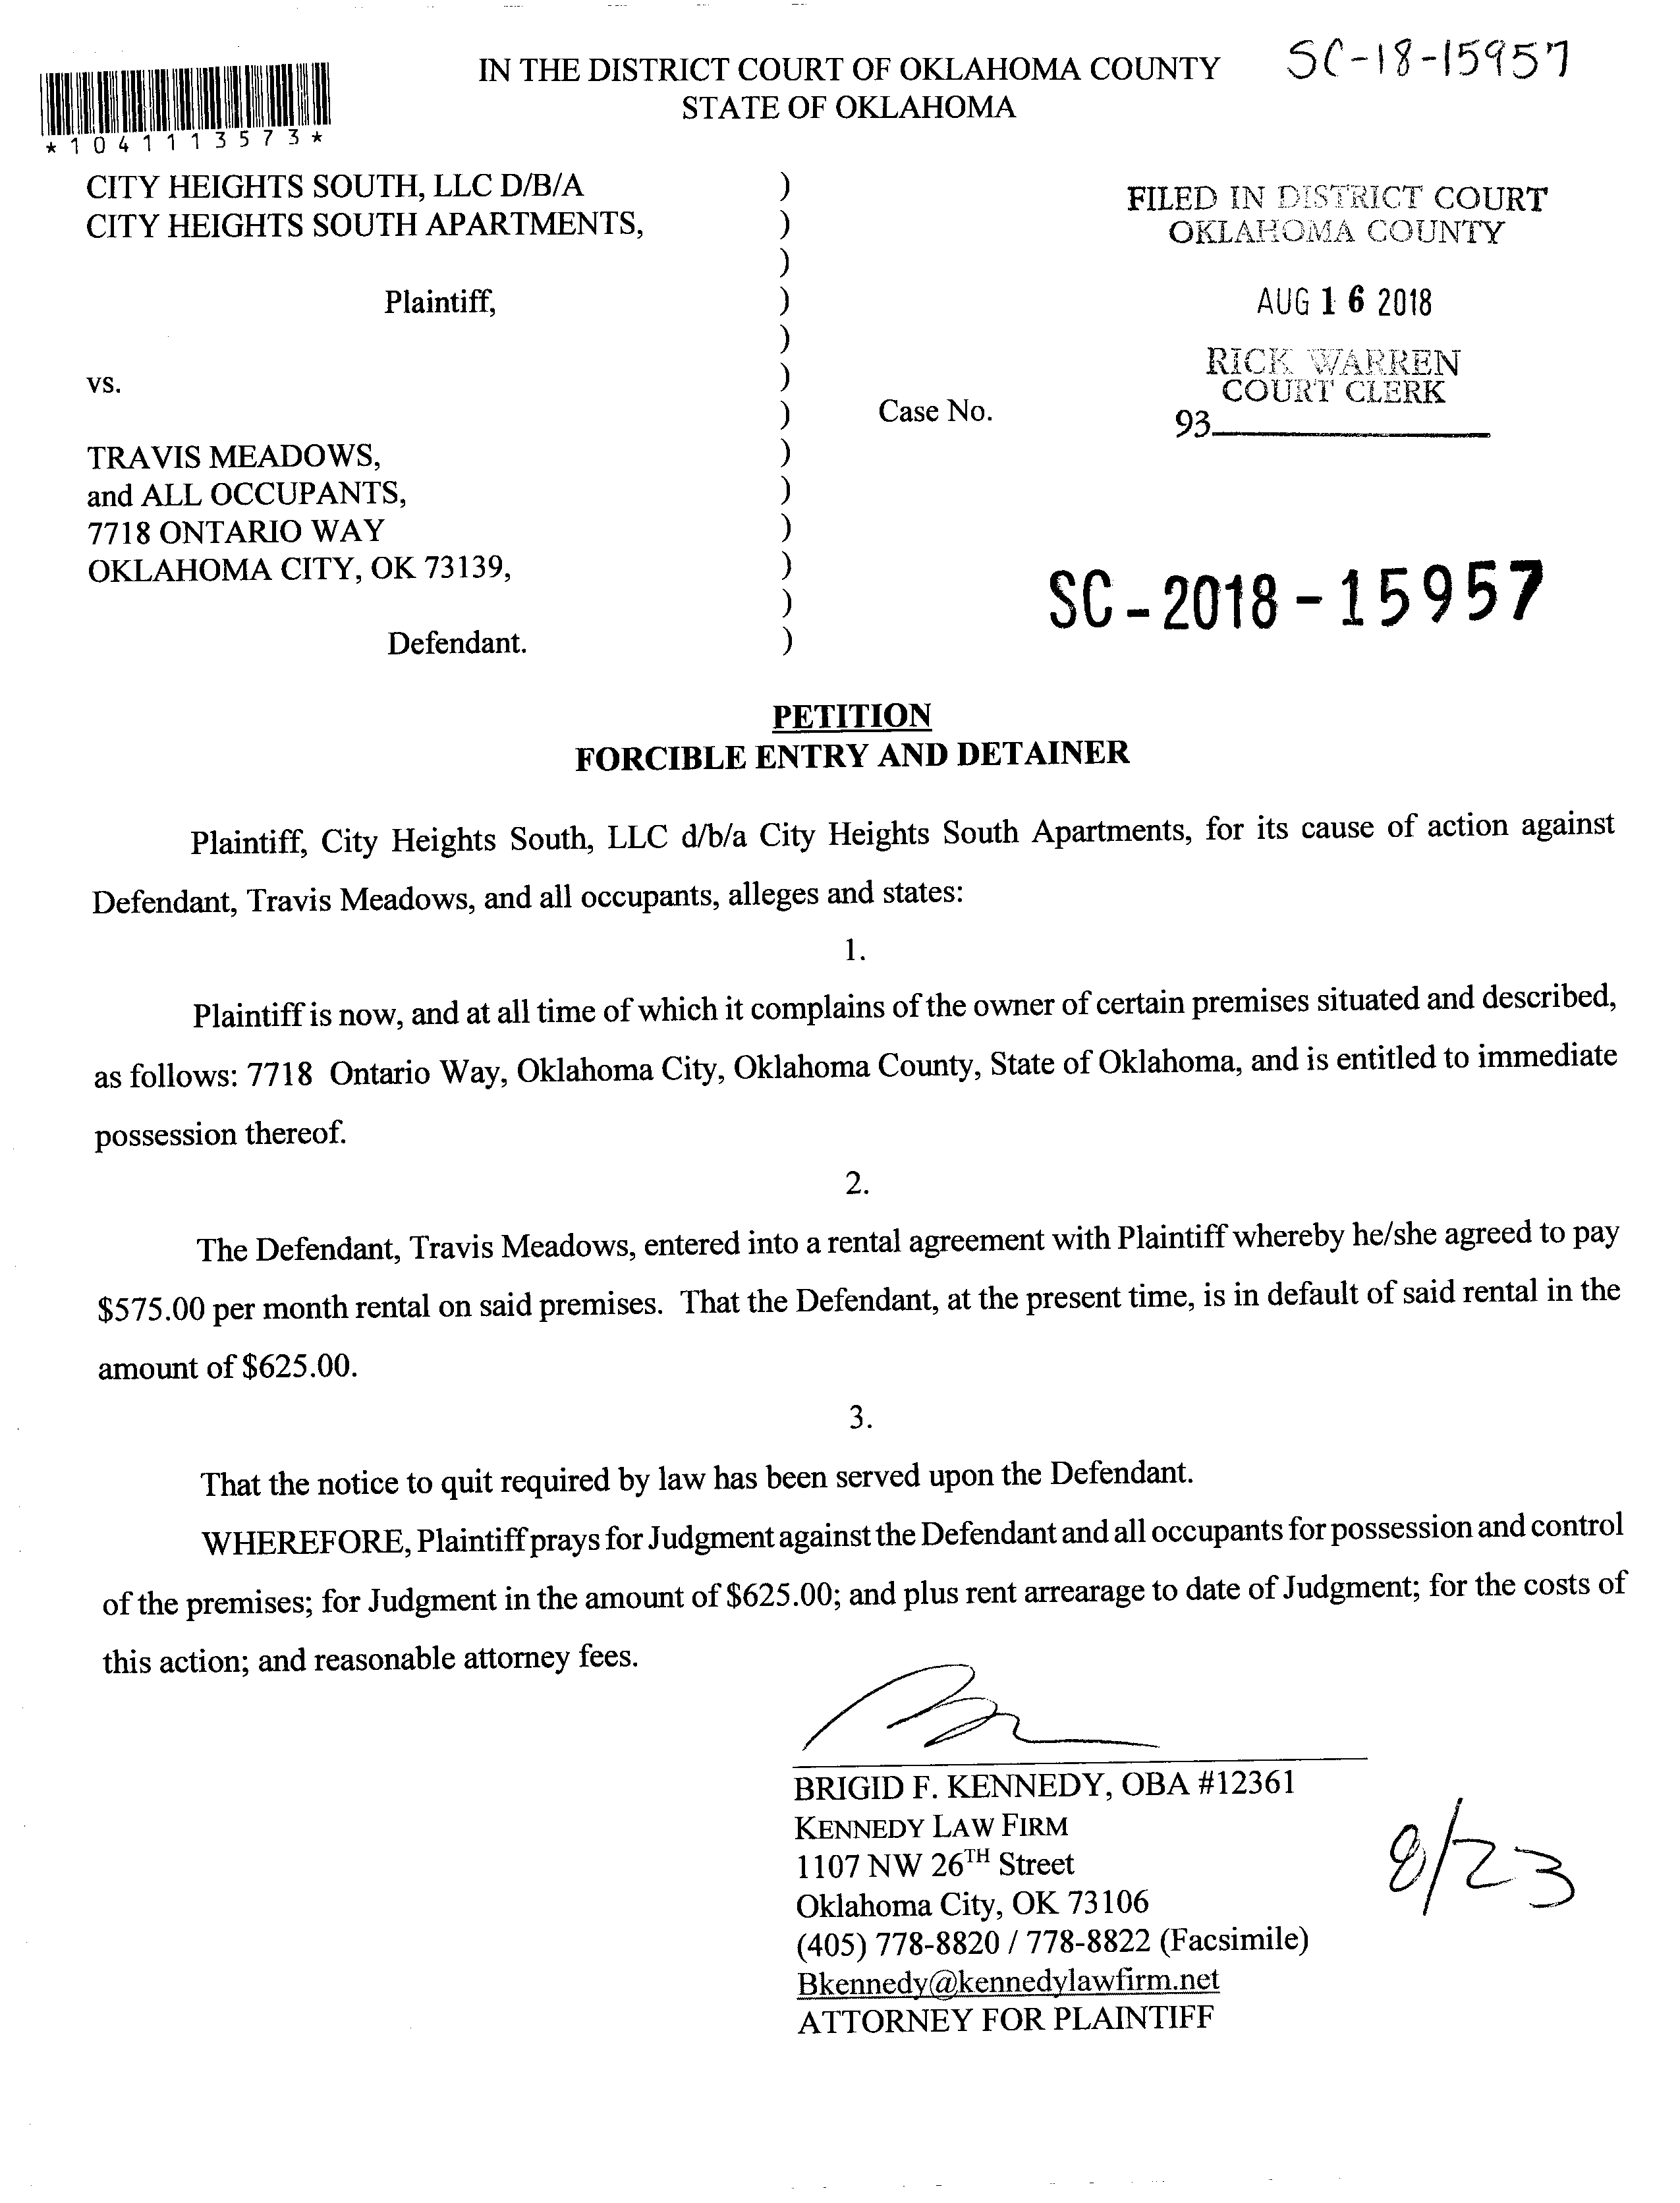 IN THE DISTRICT COURT OF OKLAHOMA COUNTY
SC-18-15957
STATE OF OKLAHOMA
*1041113573*
CITY HEIGHTS SOUTH, LLC D/B/A )
CITY HEIGHTS SOUTH APARTMENTS, )
)
Plaintiff, )
)
vs. )
)
TRAVIS MEADOWS, )
and ALL OCCUPANTS, )
7718 ONTARIO WAY )
OKLAHOMA CITY, OK 73139, )
)
Defendant. )
FILED IN DISTRICT COURT
OKLAHOMA COUNTY
AUG 16 2018
RICK WARREN
COURT CLERK
93
Case No.
SC-2018-15957
PETITION
FORCIBLE ENTRY AND DETAINER
Plaintiff, City Heights South, LLC d/b/a City Heights South Apartments, for its cause of action against
Defendant, Travis Meadows, and all occupants, alleges and states:
1.
Plaintiff is now, and at all time of which it complains of the owner of certain premises situated and described,
as follows: 7718 Ontario Way, Oklahoma City, Oklahoma County, State of Oklahoma, and is entitled to immediate
possession thereof.
2.
The Defendant, Travis Meadows, entered into a rental agreement with Plaintiff whereby he/she agreed to pay
$575.00 per month rental on said premises. That the Defendant, at the present time, is in default of said rental in the
amount of $625.00.
3.
That the notice to quit required by law has been served upon the Defendant.
WHEREFORE, Plaintiff prays for Judgment against the Defendant and all occupants for possession and control
of the premises; for Judgment in the amount of $625.00; and plus rent arrearage to date of Judgment; for the costs of
this action; and reasonable attorney fees.
BRIGID F. KENNEDY, OBA #12361
KENNEDY LAW FIRM
1107 NW 26TH Street
Oklahoma City, OK 73106
(405) 778-8820 / 778-8822 (Facsimile)
Bkennedy@kennedylawfirm.net
ATTORNEY FOR PLAINTIFF
8/23